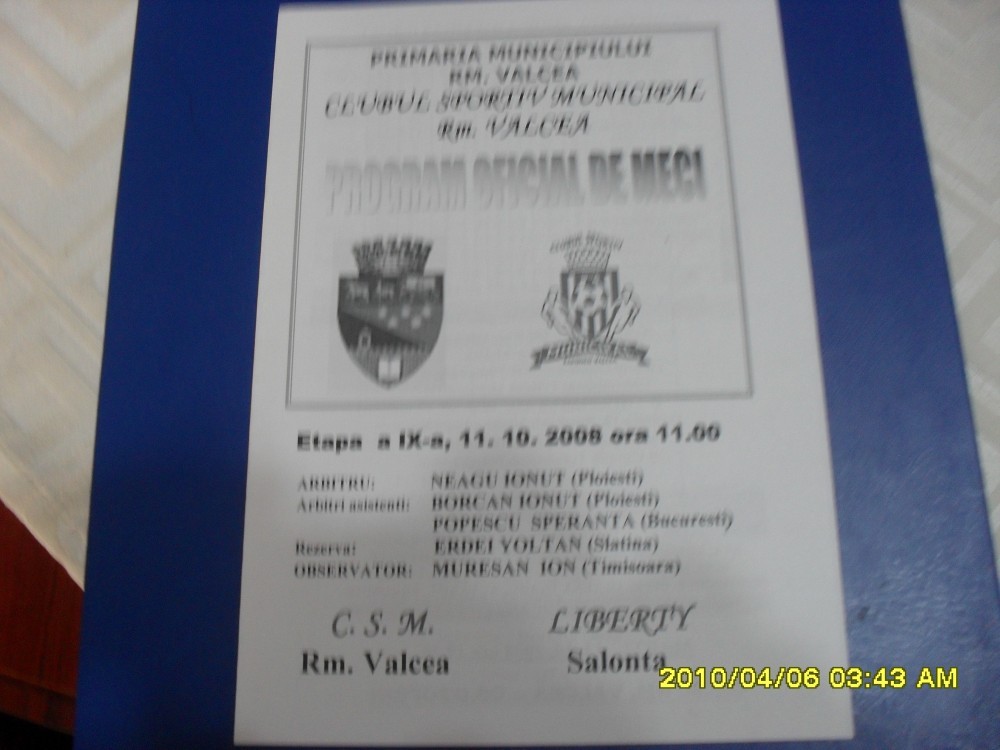 PRIMARIA MUNICIPIULUI
RM. VALCEA
CLUBUL SPORTIV MUNICIPAL
Rm. VALCEA
PROGRAM OFICIAL DE MECI
Etapa a IX-a, 11. 10. 2008 ora 11.00
ARBITRU: NEAGU IONUT (Ploiesti)
Arbitri asistenti: BORCAN IONUT (Ploiesti)
POPESCU SPERANTA (Bucuresti)
Rezerva: ERDEI VOLTAN (Slatina)
OBSERVATOR: MURESAN ION (Timisoara)
C. S. M. LIBERTY
Rm. Valcea Salonta
2010/04/06 03:43 AM